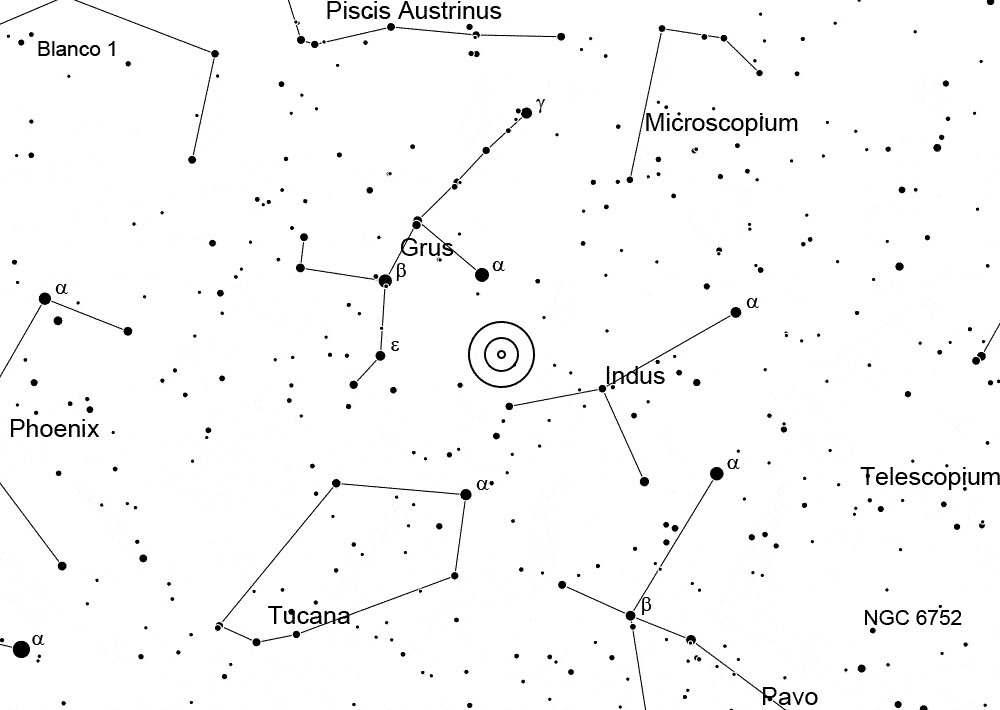 Piscis Austrinus
Blanco 1
γ
Microscopium
Grus
β
α
α
α
ε
Indus
Phoenix
α
α
Telescopium
β
Tucana
NGC 6752
α
Pavo